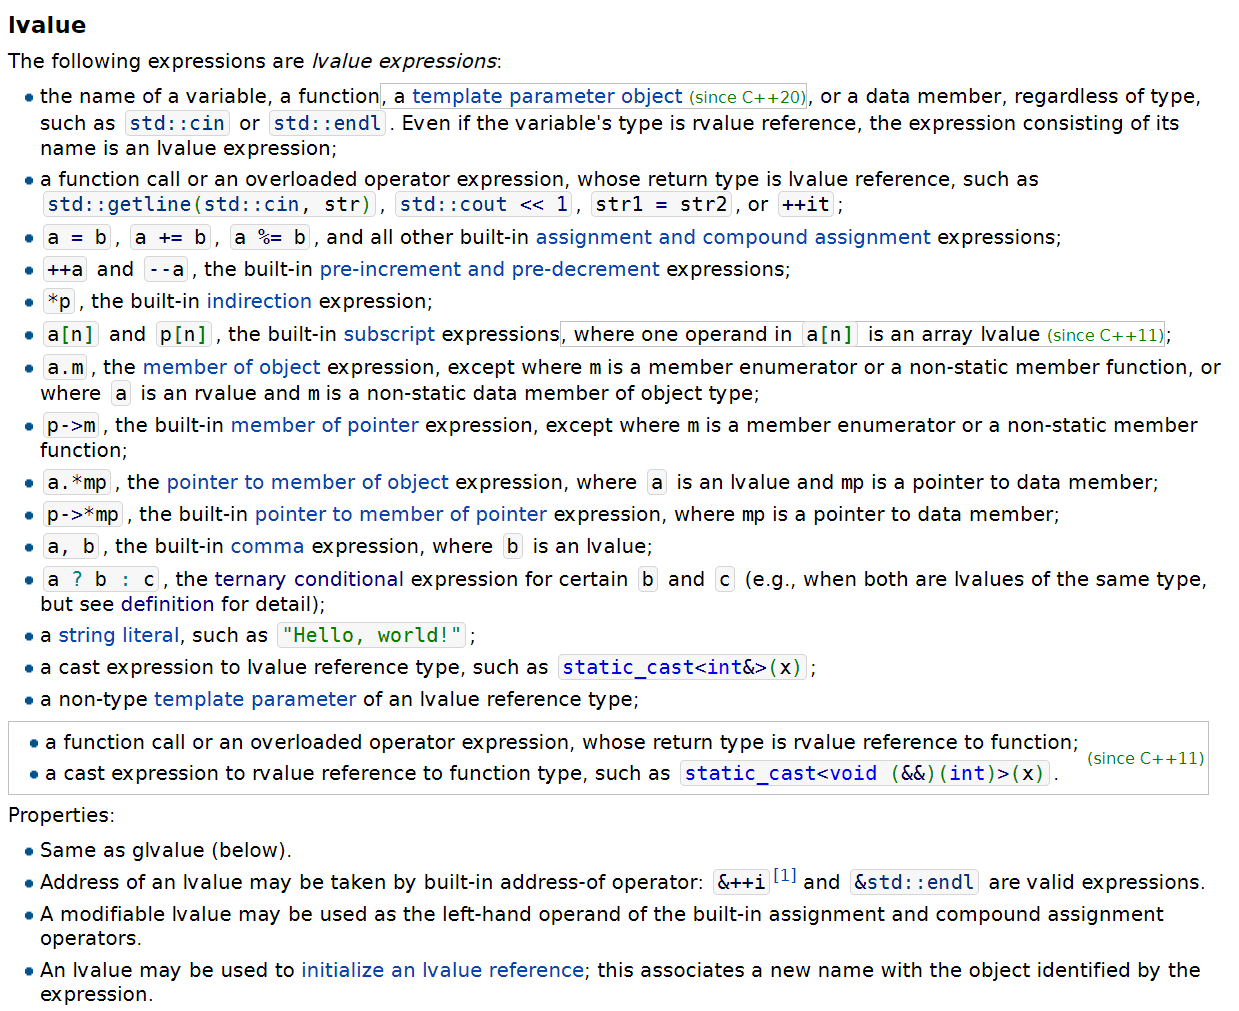 lvalue
The following expressions are lvalue expressions:
the name of a variable, a function, a template parameter object (since C++20), or a data member, regardless of type,
such as std::cin or std::endl. Even if the variable's type is rvalue reference, the expression consisting of its
name is an lvalue expression;
a function call or an overloaded operator expression, whose return type is lvalue reference, such as
std::getline(std::cin, str), std::cout << 1, str1 = str2, or ++it;
a = b, a += b, a %= b, and all other built-in assignment and compound assignment expressions;
++a and --a, the built-in pre-increment and pre-decrement expressions;
*p, the built-in indirection expression;
a[n] and p[n], the built-in subscript expressions, where one operand in a[n] is an array lvalue (since C++11);
a.m, the member of object expression, except where m is a member enumerator or a non-static member function, or
where a is an rvalue and m is a non-static data member of object type;
p->m, the built-in member of pointer expression, except where m is a member enumerator or a non-static member
function;
a.*mp, the pointer to member of object expression, where a is an lvalue and mp is a pointer to data member;
p->*mp, the built-in pointer to member of pointer expression, where mp is a pointer to data member;
a, b, the built-in comma expression, where b is an lvalue;
a ? b : c, the ternary conditional expression for certain b and c (e.g., when both are lvalues of the same type,
but see definition for detail);
a string literal, such as "Hello, world!";
a cast expression to lvalue reference type, such as static_cast<int&>(x);
a non-type template parameter of an lvalue reference type;
a function call or an overloaded operator expression, whose return type is rvalue reference to function;
a cast expression to rvalue reference to function type, such as static_cast<void (&&)(int)>(x).
(since C++11)
Properties:
Same as glvalue (below).
Address of an lvalue may be taken by built-in address-of operator: &++i[1] and &std::endl are valid expressions.
A modifiable lvalue may be used as the left-hand operand of the built-in assignment and compound assignment
operators.
An lvalue may be used to initialize an lvalue reference; this associates a new name with the object identified by the
expression.